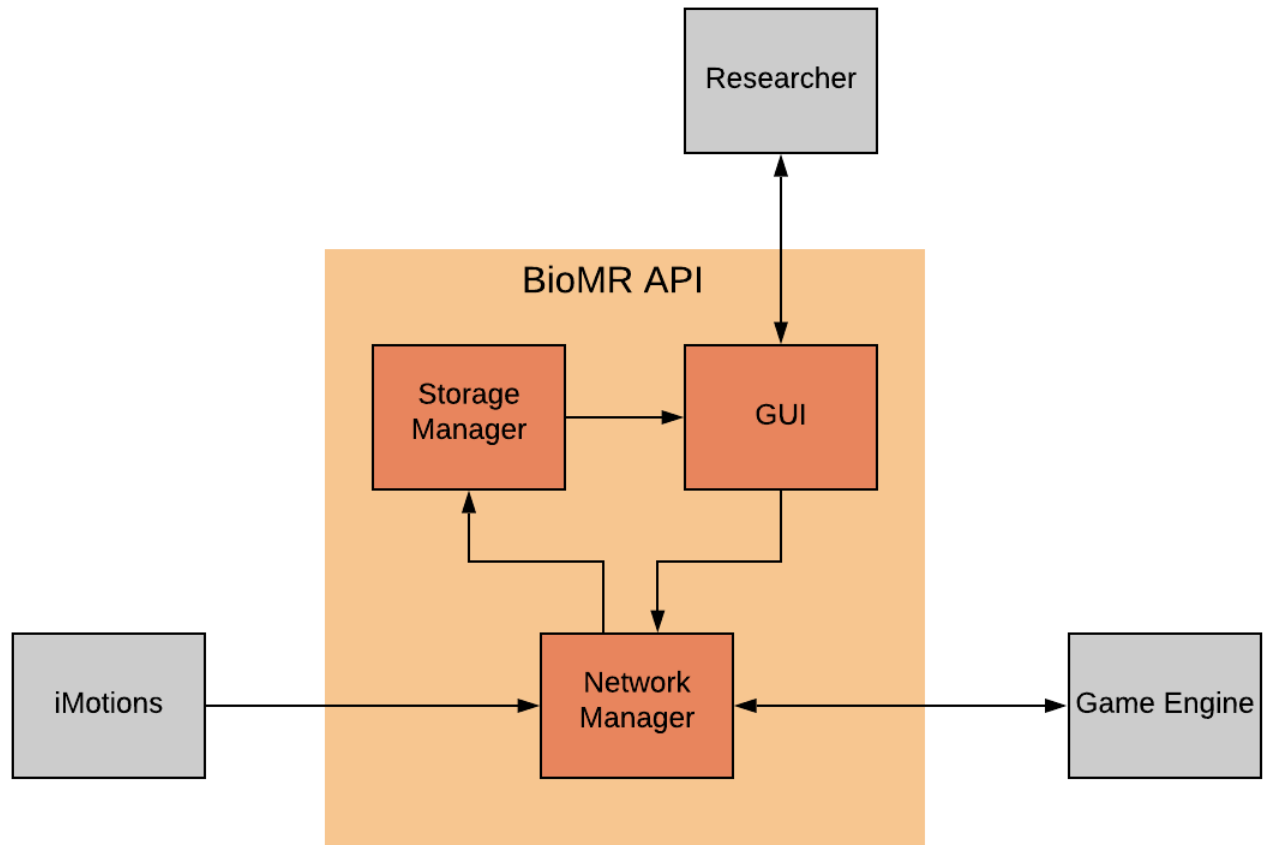 Researcher
BioMR API
Storage
Manager
GUI
iMotions
Network
Manager
Game Engine